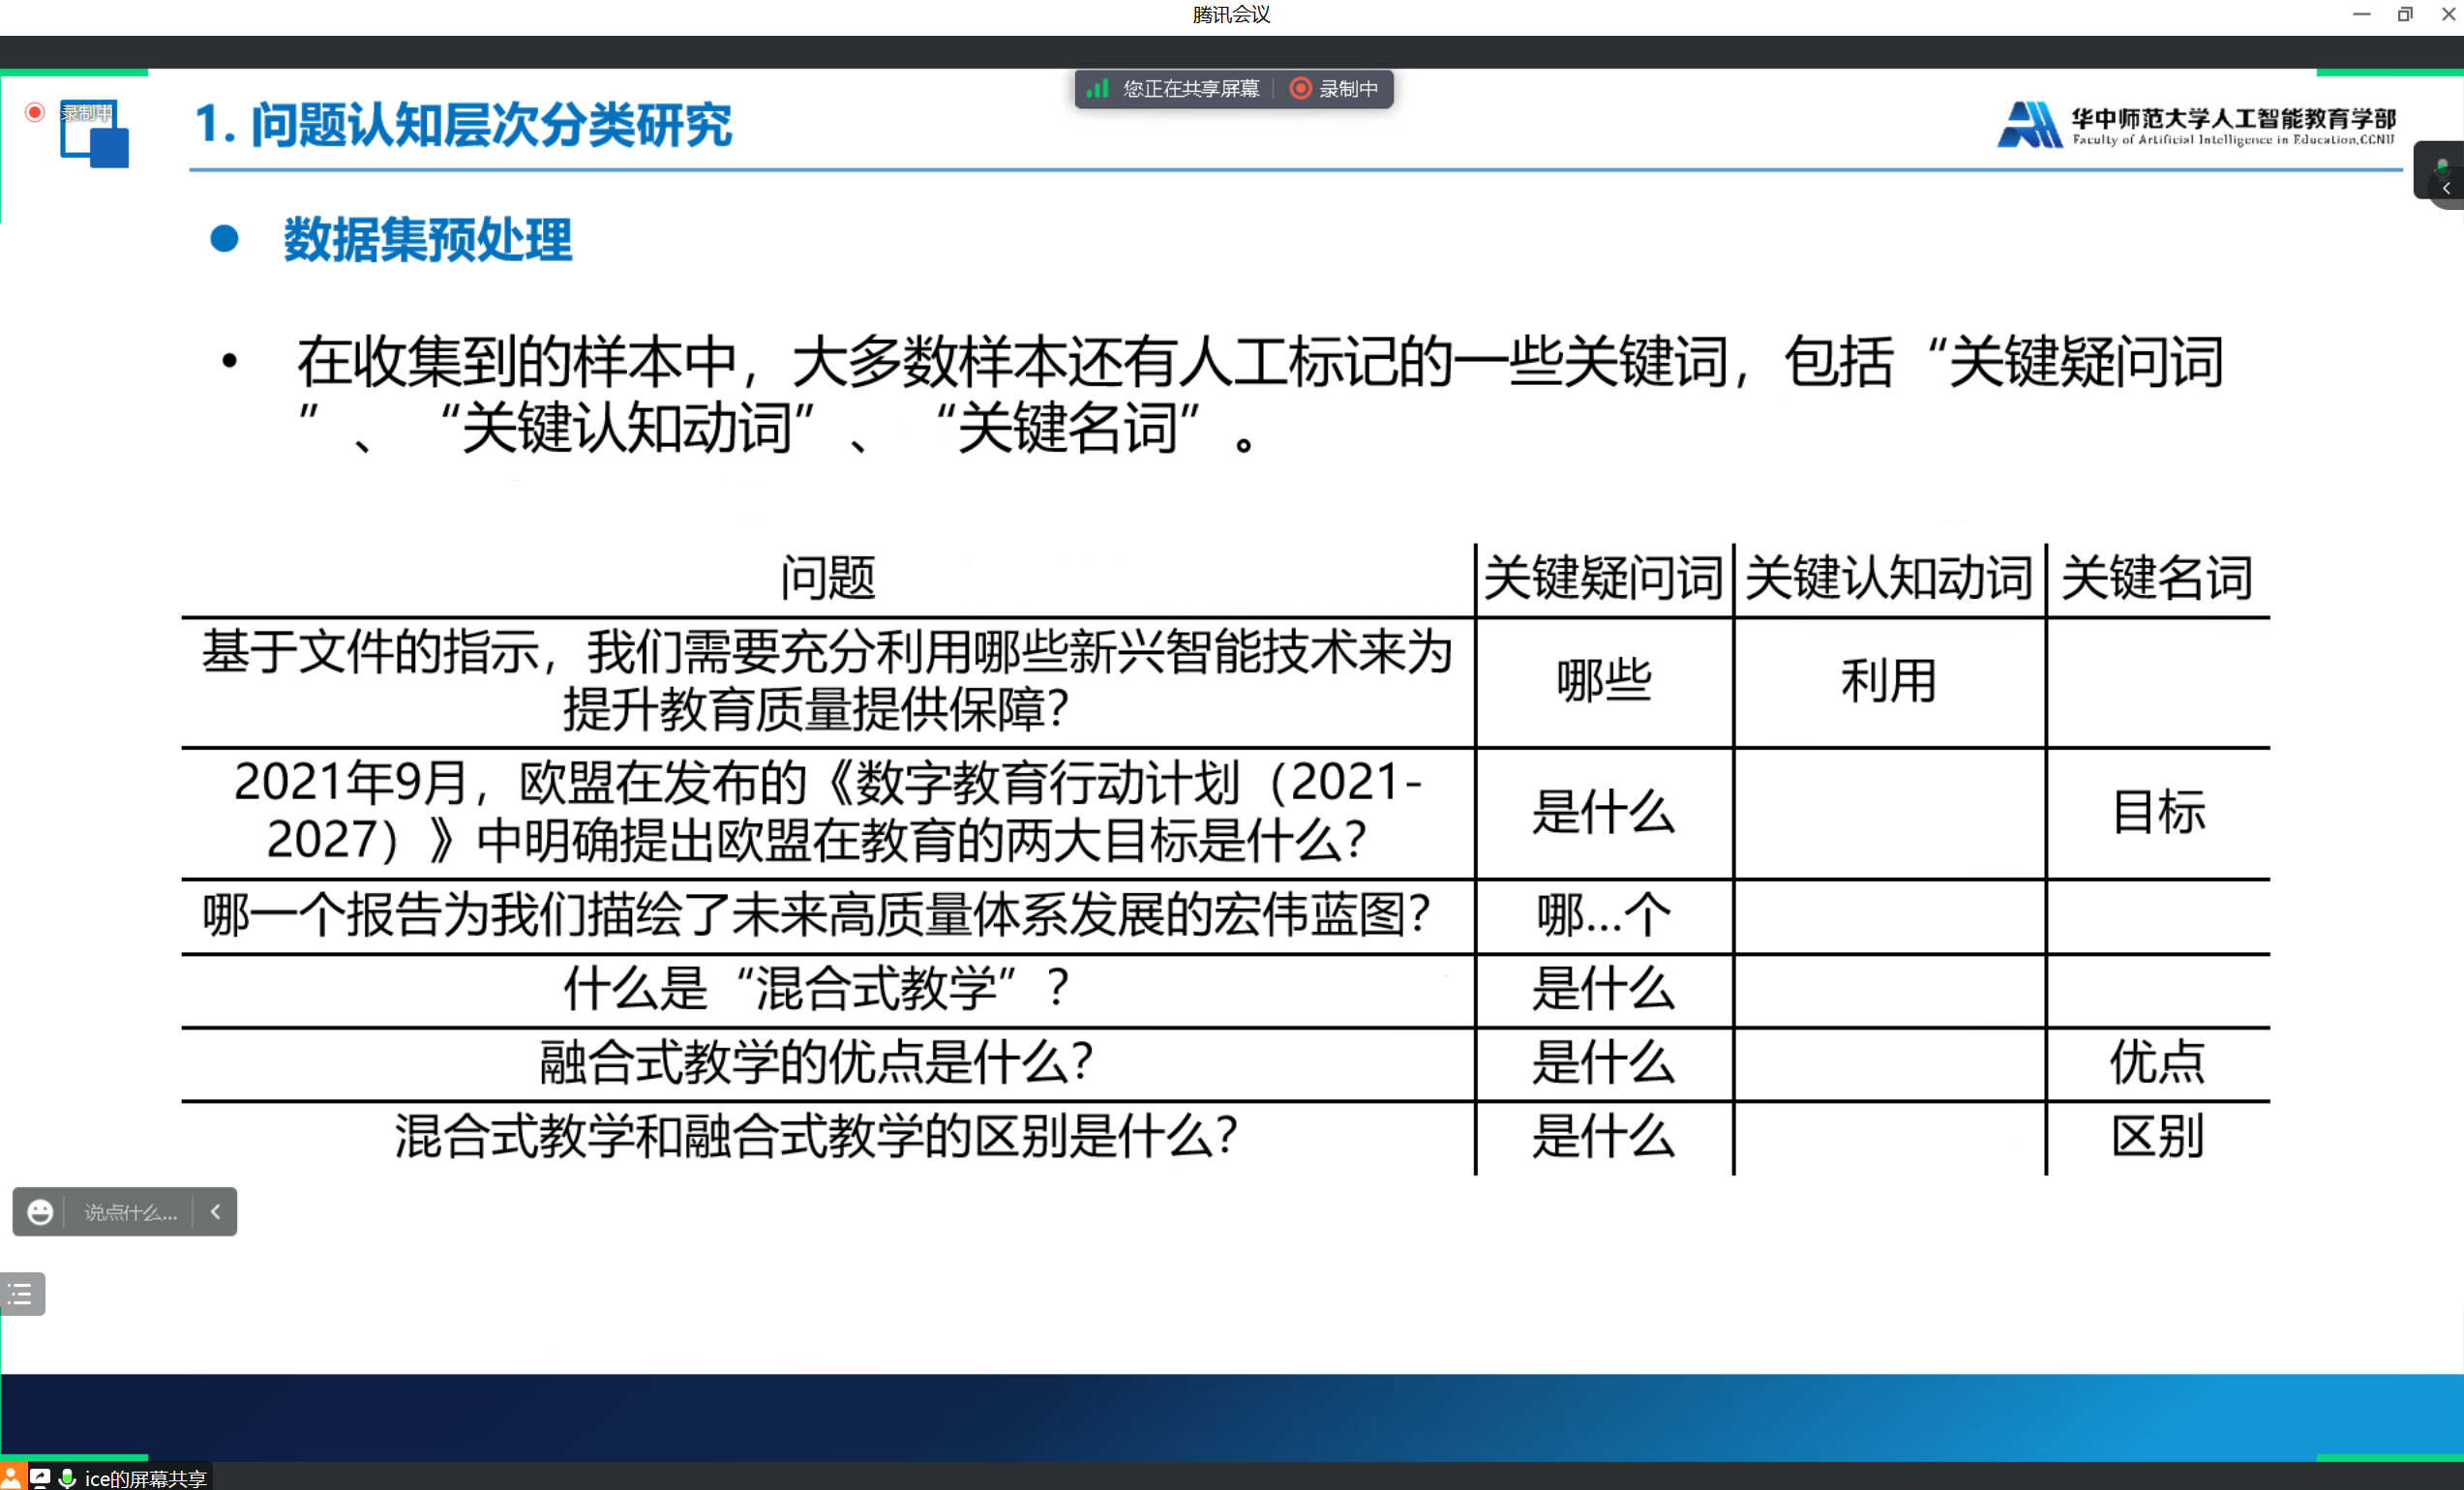 腾讯会议
您正在共享屏幕
录制中
录制中
1. 问题认知层次分类研究
华中师范大学人工智能教育学部
Faculty of Artificial Intelligence in Education,CCNU
数据集预处理
• 在收集到的样本中，大多数样本还有人工标记的一些关键词，包括“关键疑问词
”、“关键认知动词”、“关键名词”。
问题 关键疑问词 关键认知动词 关键名词
基于文件的指示，我们需要充分利用哪些新兴智能技术来为
提升教育质量提供保障？
哪些 利用
2021年9月，欧盟在发布的《数字教育行动计划（2021-
2027）》中明确提出欧盟在教育的两大目标是什么？
是什么 目标
哪一个报告为我们描绘了未来高质量体系发展的宏伟蓝图？ 哪...个
什么是“混合式教学”？ 是什么
融合式教学的优点是什么？ 是什么 优点
混合式教学和融合式教学的区别是什么？ 是什么 区别
说点什么...
ice的屏幕共享